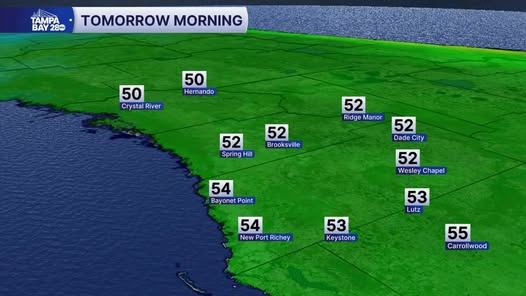 TAMPA
BAY 28
TOMORROW MORNING
50
Hernando
50
Crystal River
52
Ridge Manor
52
Dade City
52
Brooksville
52
Spring Hill
52
Wesley Chapel
54
Bayonet Point
53
Lutz
54
New Port Richey
53
Keystone
55
Carrollwood